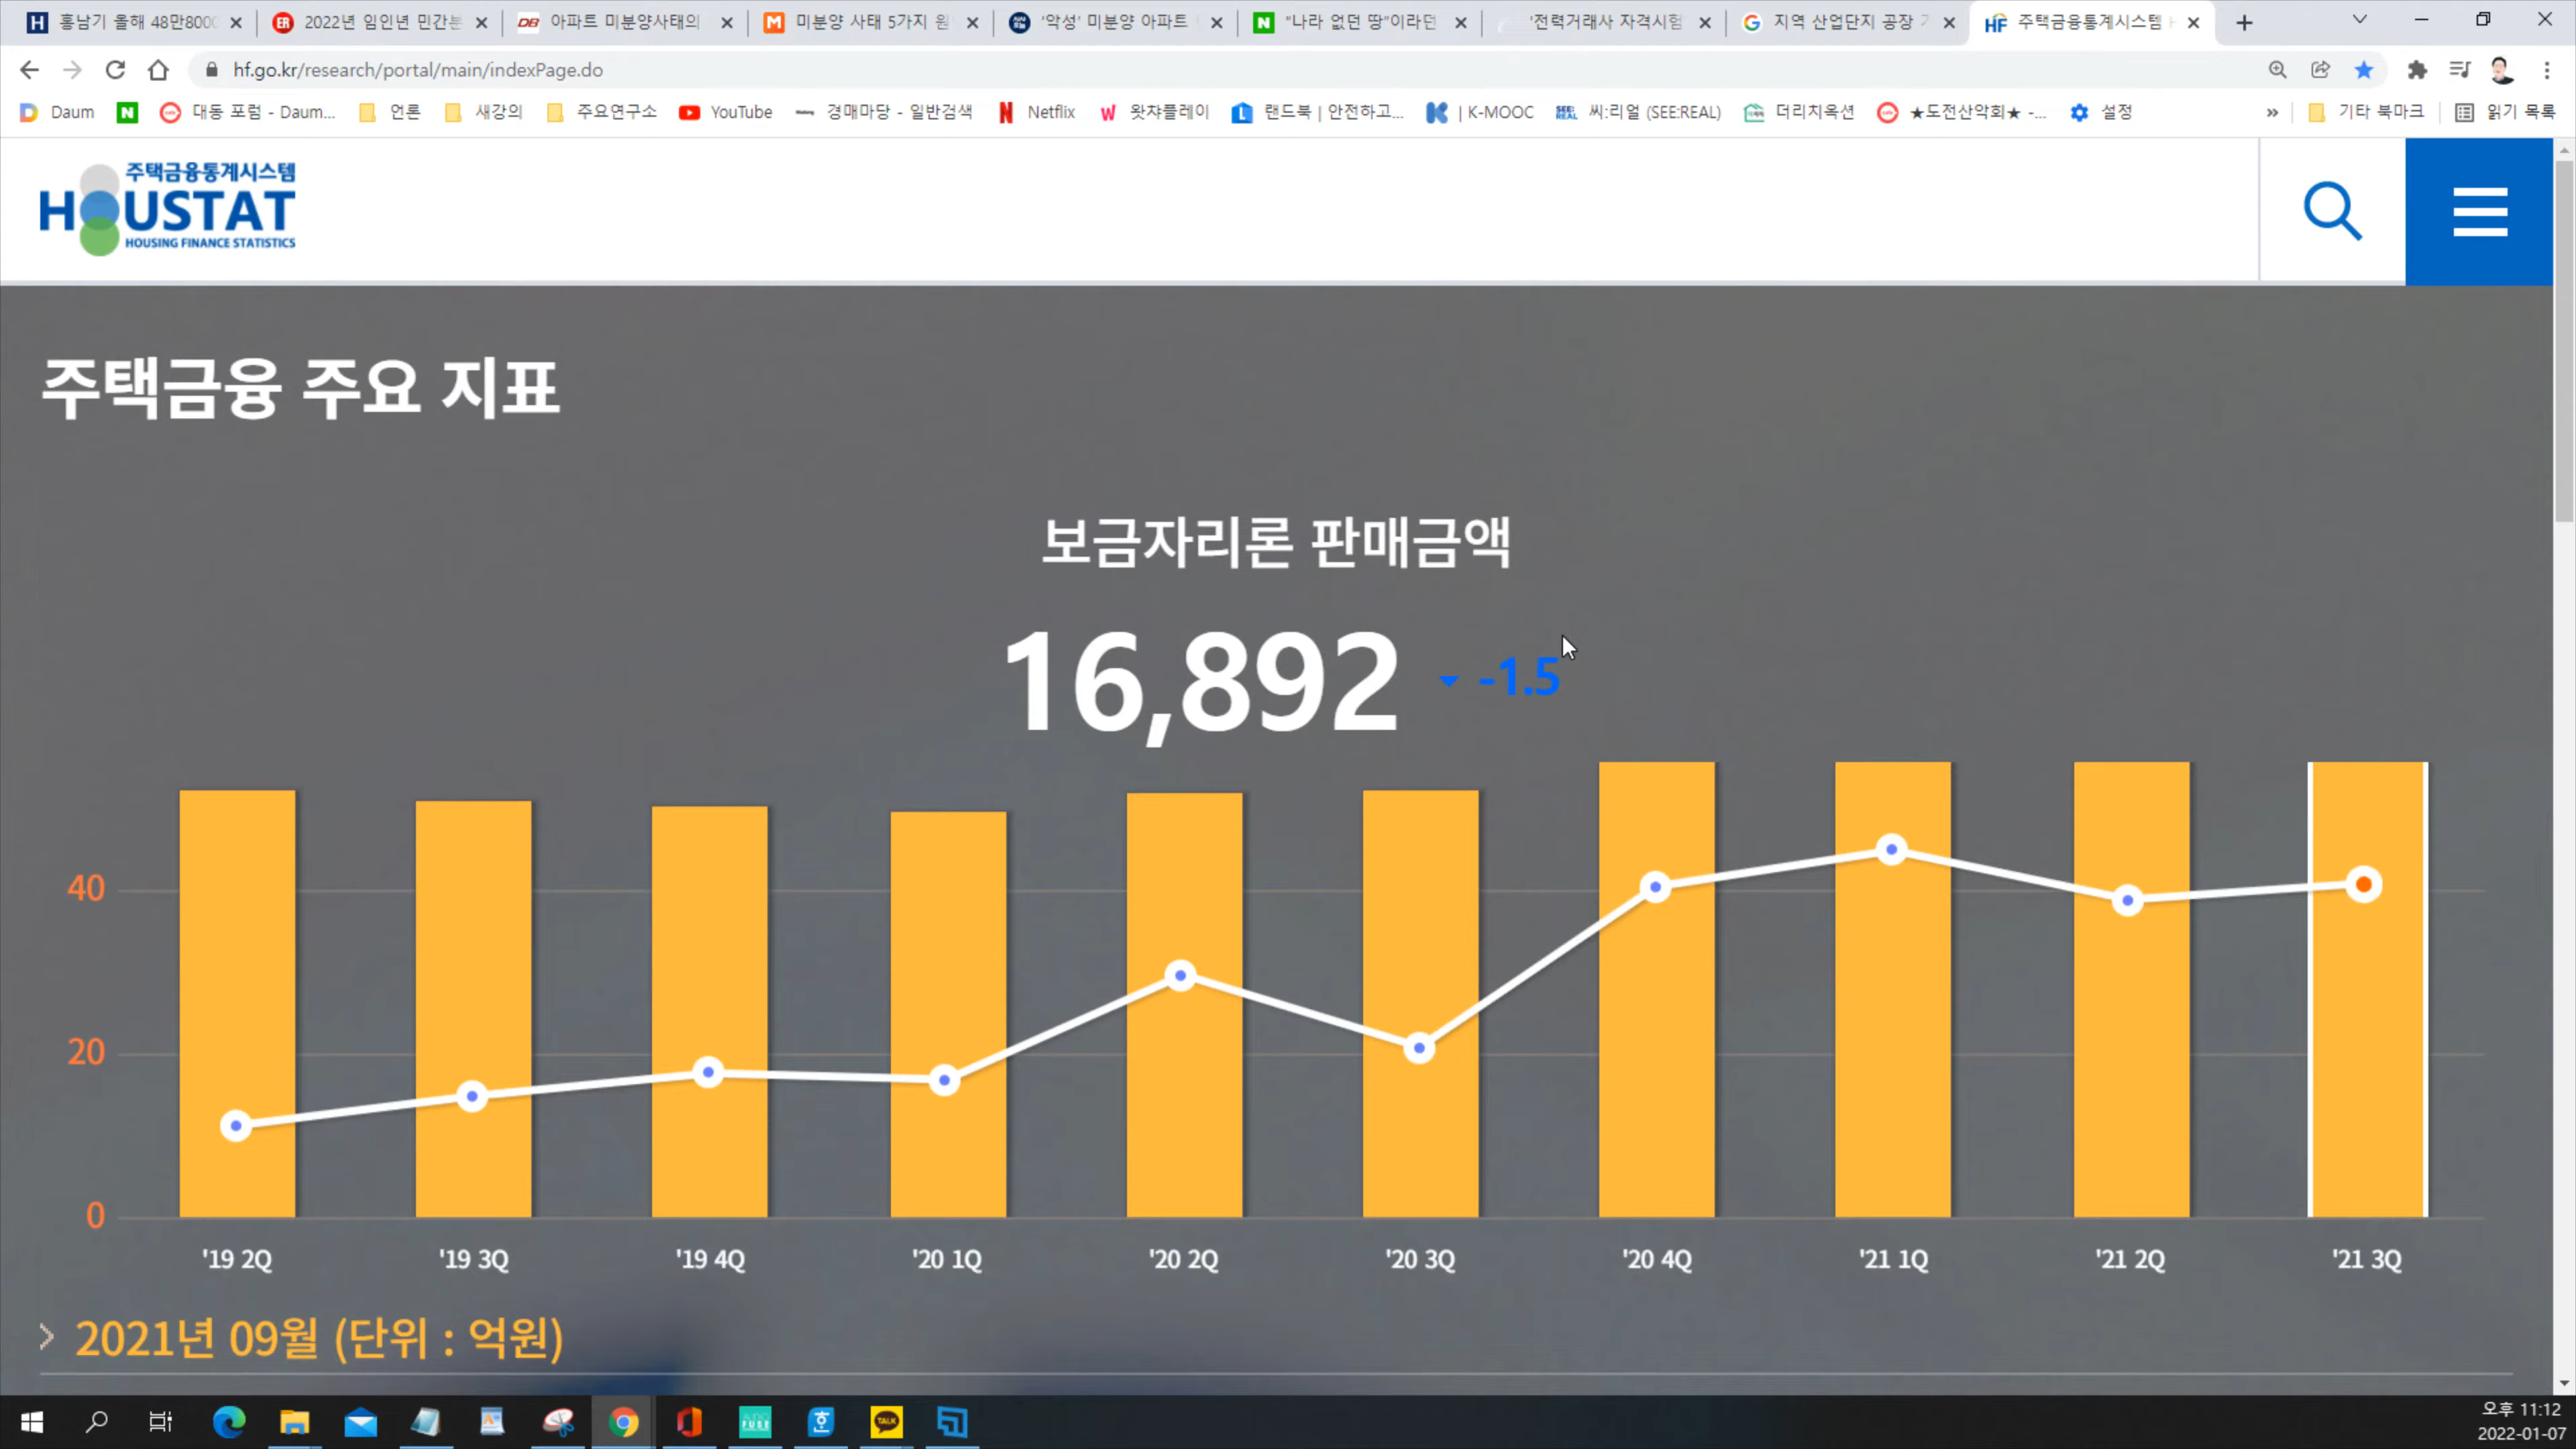 홍남기 올해 48만8000
2022년 임인년 민간분
아파트 미분양사태의
미분양 사태 5가지 원
'악성' 미분양 아파트
"나라 없던 땅"이라던
'전력거래사 자격시험
지역 산업단지 공장
주택금융통계시스템
hf.go.kr/research/portal/main/indexPage.do
Daum
대동 포럼 - Daum...
언론
새강의
주요연구소
YouTube
경매마당 - 일반검색
Netflix
왓챠플레이
랜드북 | 안전하고...
| K-MOOC
씨:리얼 (SEE:REAL)
더리치옥션
★도전산악회★ -...
설정
»
기타 북마크
읽기 목록
주택금융통계시스템
HOUSTAT
HOUSING FINANCE STATISTICS
주택금융 주요 지표
보금자리론 판매금액
16,892 -1.5
40
20
0
'19 2Q '19 3Q '19 4Q '20 1Q '20 2Q '20 3Q '20 4Q '21 1Q '21 2Q '21 3Q
2021년 09월 (단위 : 억원)
오후 11:12
2022-01-07